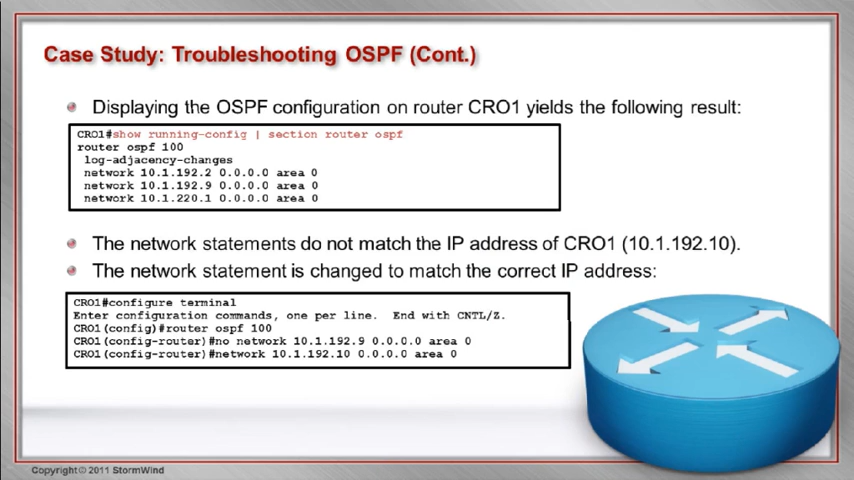 Case Study: Troubleshooting OSPF (Cont.)
Displaying the OSPF configuration on router CRO1 yields the following result:
CRO1#show running-config | section router ospf
router ospf 100
log-adjacency-changes
network 10.1.192.2 0.0.0.0 area 0
network 10.1.192.9 0.0.0.0 area 0
network 10.1.220.1 0.0.0.0 area 0
The network statements do not match the IP address of CRO1 (10.1.192.10).
The network statement is changed to match the correct IP address:
CRO1#configure terminal
Enter configuration commands, one per line. End with CNTL/Z.
CRO1(config)#router ospf 100
CRO1(config-router)#no network 10.1.192.9 0.0.0.0 area 0
CRO1(config-router)#network 10.1.192.10 0.0.0.0 area 0
Copyright © 2011 StormWind